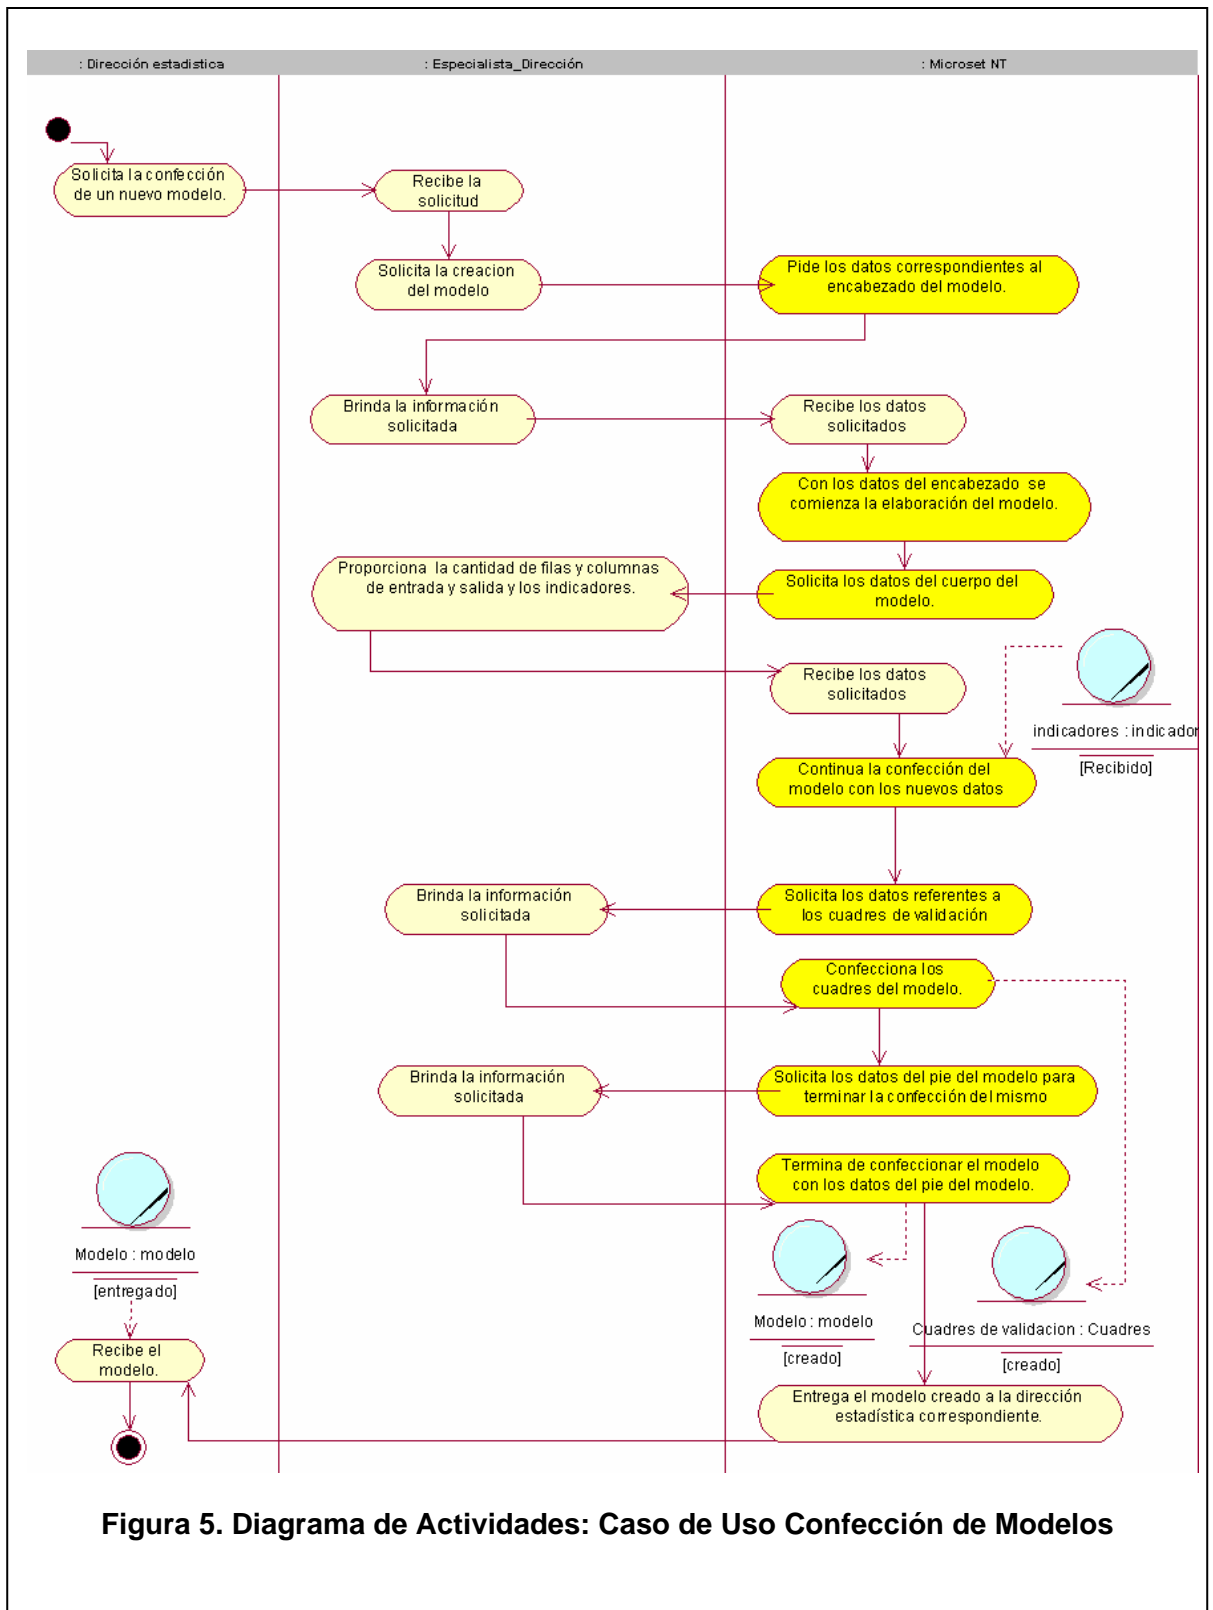 : Dirección estadistica
: Especialista_Dirección
: Microset NT
Solicita la confección
de un nuevo modelo.
Recibe la
solicitud
Solicita la creacion
del modelo
Pide los datos correspondientes al
encabezado del modelo.
Brinda la información
solicitada
Recibe los datos
solicitados
Con los datos del encabezado se
comienza la elaboración del modelo.
Proporciona la cantidad de filas y columnas
de entrada y salida y los indicadores.
Solicita los datos del cuerpo del
modelo.
Recibe los datos
solicitados
indicadores : indicador
[Recibido]
Continua la confección del
modelo con los nuevos datos
Brinda la información
solicitada
Solicita los datos referentes a
los cuadres de validación
Confecciona los
cuadres del modelo.
Brinda la información
solicitada
Solicita los datos del pie del modelo para
terminar la confección del mismo
Termina de confeccionar el modelo
con los datos del pie del modelo.
Modelo : modelo
[entregado]
Modelo : modelo
[creado]
Cuadres de validacion : Cuadres
[creado]
Recibe el
modelo.
Entrega el modelo creado a la dirección
estadística correspondiente.
Figura 5. Diagrama de Actividades: Caso de Uso Confección de Modelos